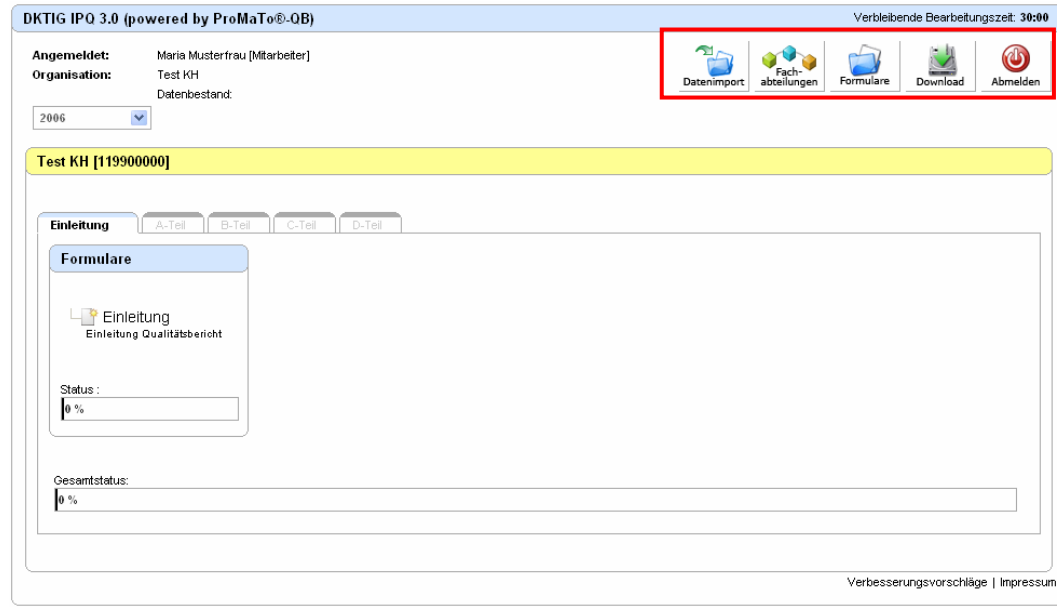 DKTIG IPQ 3.0 (powered by ProMaTo®-QB)
Verbleibende Bearbeitungszeit: 30:00
Angemeldet: Maria Musterfrau [Mitarbeiter]
Organisation: Test KH
Datenbestand:
2006
Datenimport
Fach-
abteilungen
Formulare
Download
Abmelden
Test KH [119900000]
Einleitung A-Teil B-Teil C-Teil D-Teil
Formulare
Einleitung
Einleitung Qualitätsbericht
Status :
0 %
Gesamtstatus:
0 %
Verbesserungsvorschläge | Impressum